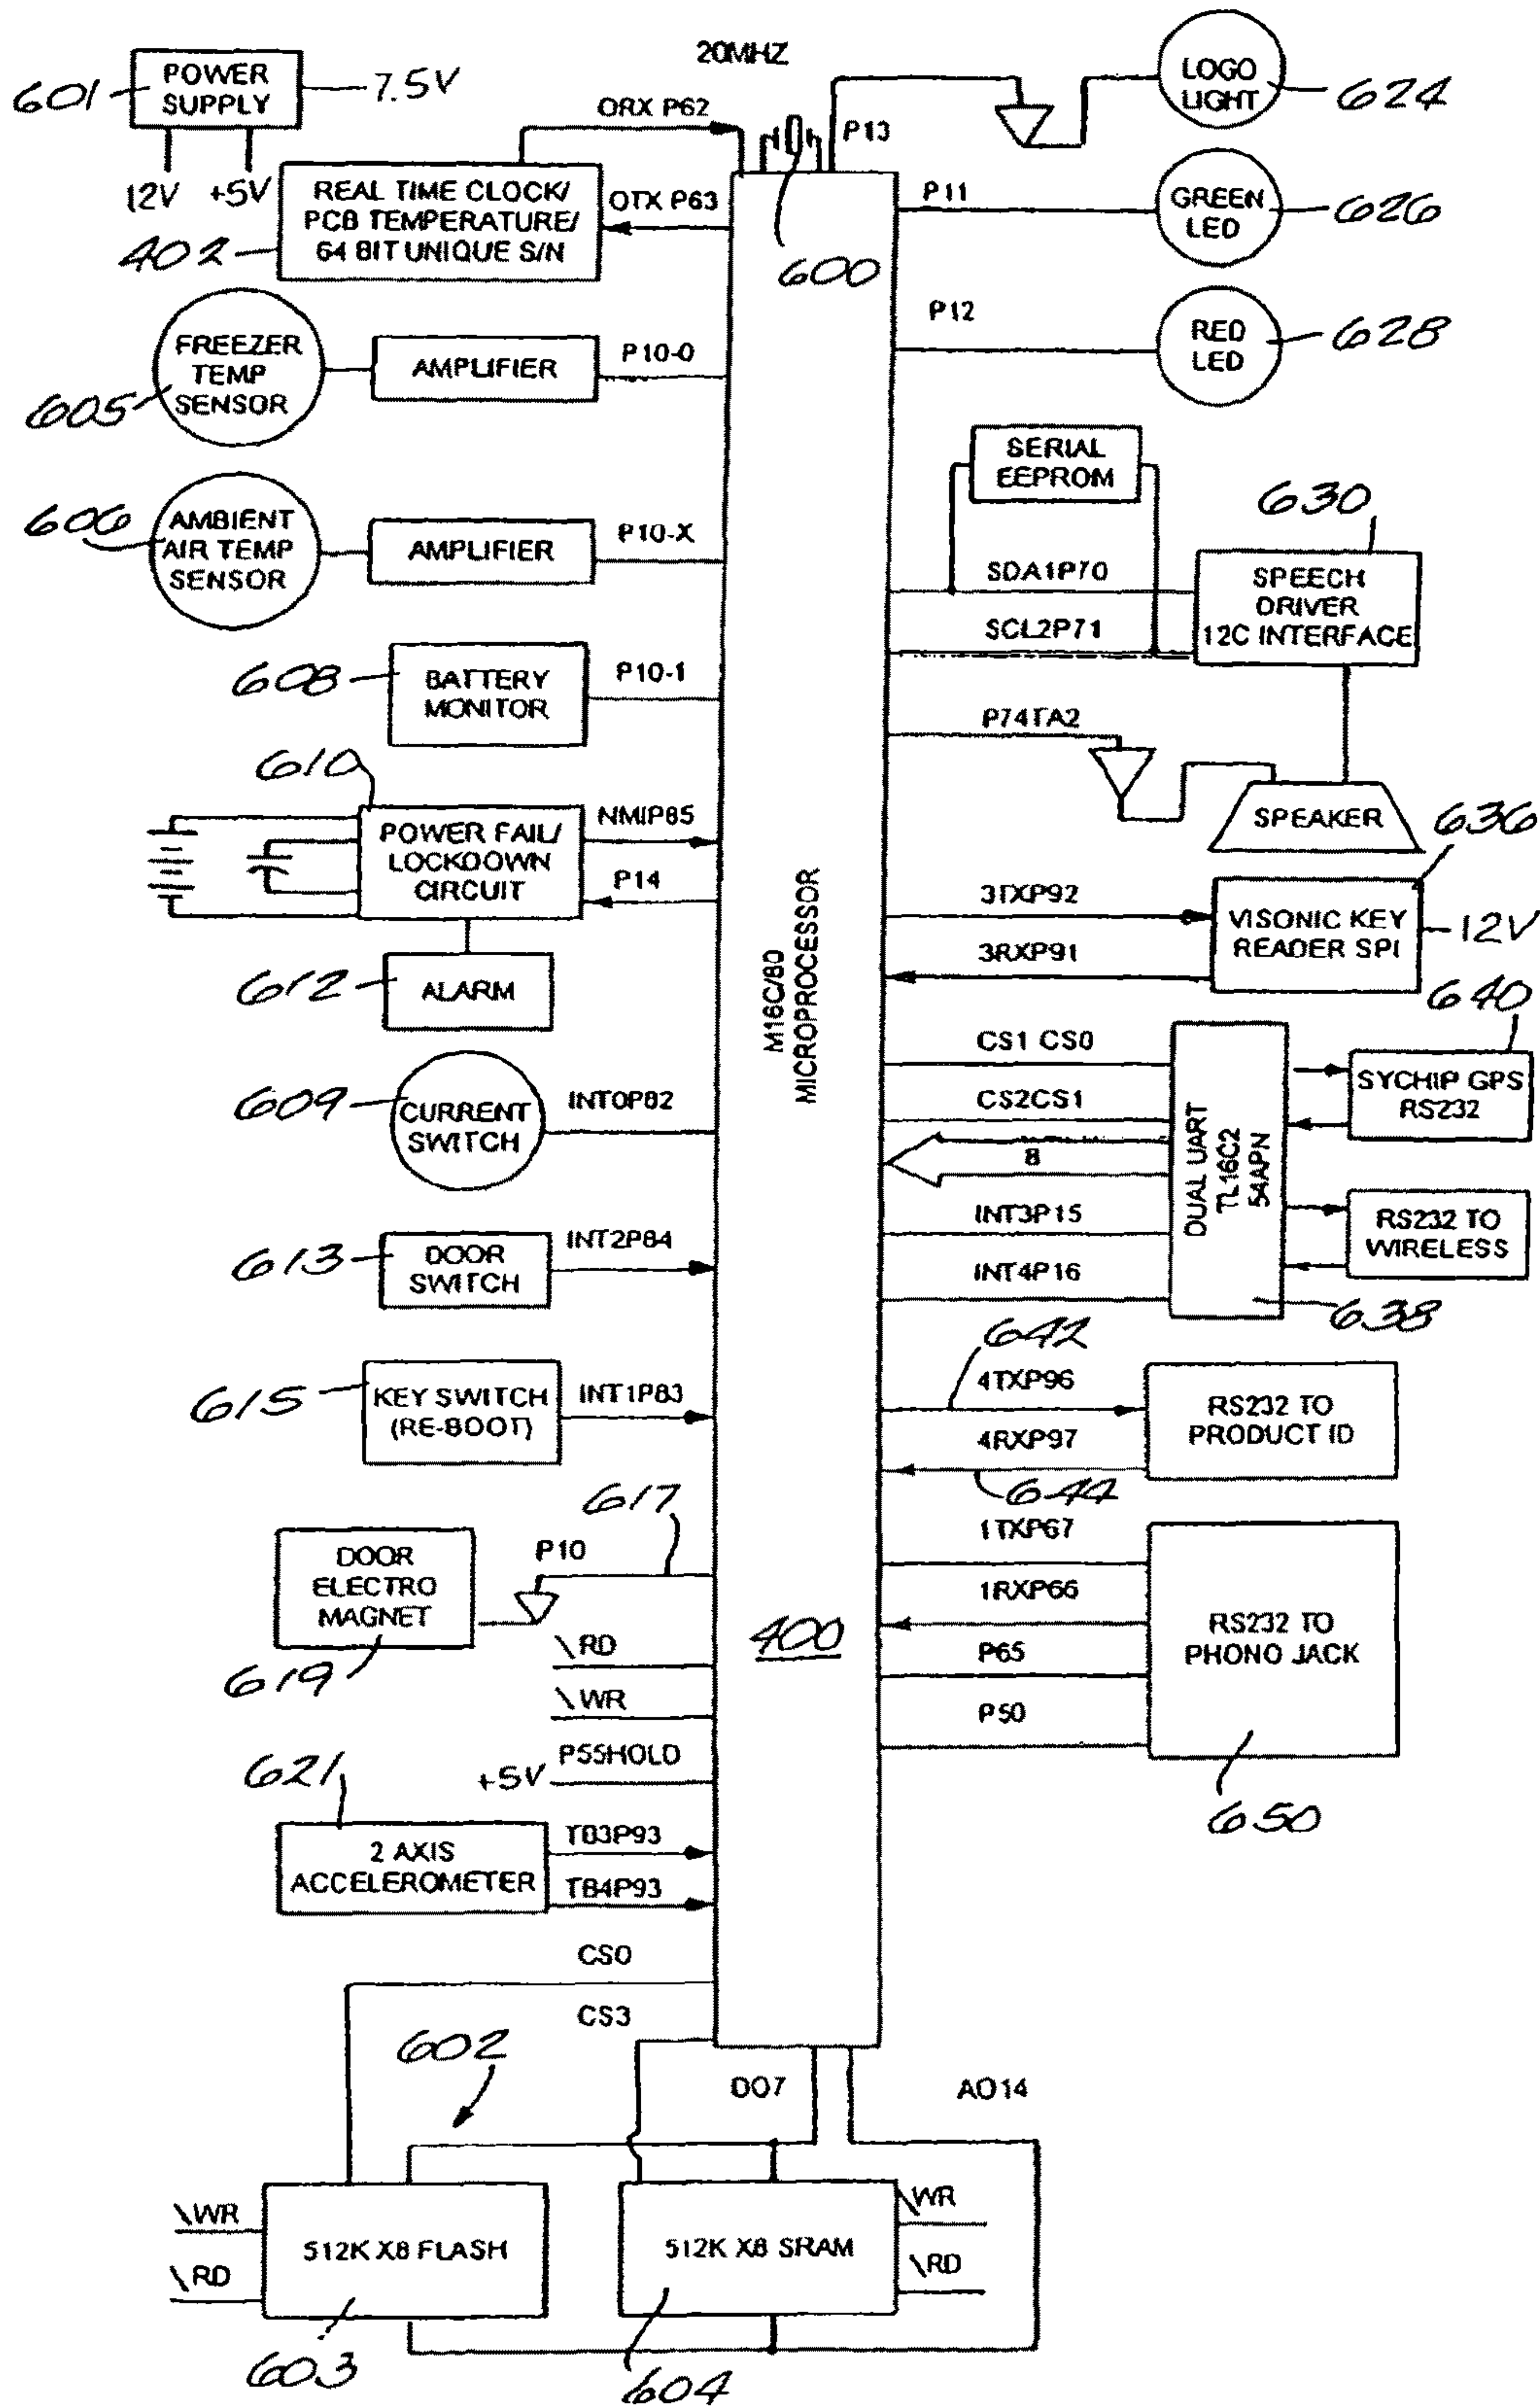 20MHZ
601
POWER
SUPPLY
7.5V
12V
+5V
ORX P62
P13
LOGO
LIGHT
624
REAL TIME CLOCK/
PCB TEMPERATURE/
64 BIT UNIQUE S/N
402
OTX P63
600
P11
GREEN
LED
626
FREEZER
TEMP
SENSOR
605
AMPLIFIER
P10-0
P12
RED
LED
628
SERIAL
EEPROM
606
AMBIENT
AIR TEMP
SENSOR
AMPLIFIER
P10-X
630
SDA1P70
SCL2P71
SPEECH
DRIVER
12C INTERFACE
608
BATTERY
MONITOR
P10-1
P74TA2
SPEAKER
610
POWER FAIL/
LOCKDOWN
CIRCUIT
NMIP85
P14
612
ALARM
M16C/80
MICROPROCESSOR
636
3TXP92
3RXP91
VISONIC KEY
READER SPI
12V
609
CURRENT
SWITCH
INT0P82
CS1 CS0
CS2CS1
8
INT3P15
INT4P16
DUAL UART
TL16C2
54APN
638
640
SYCHIP GPS
RS232
RS232 TO
WIRELESS
613
DOOR
SWITCH
INT2P84
615
KEY SWITCH
(RE-BOOT)
INT1P83
642
4TXP96
4RXP97
644
RS232 TO
PRODUCT ID
617
DOOR
ELECTRO
MAGNET
P10
619
\RD
\WR
P55HOLD
+5V
400
1TXP67
1RXP66
P65
P50
RS232 TO
PHONO JACK
650
621
2 AXIS
ACCELEROMETER
TB3P93
TB4P93
CS0
CS3
602
DO7
AO14
\WR
\RD
512K X8 FLASH
603
512K X8 SRAM
604
\WR
\RD